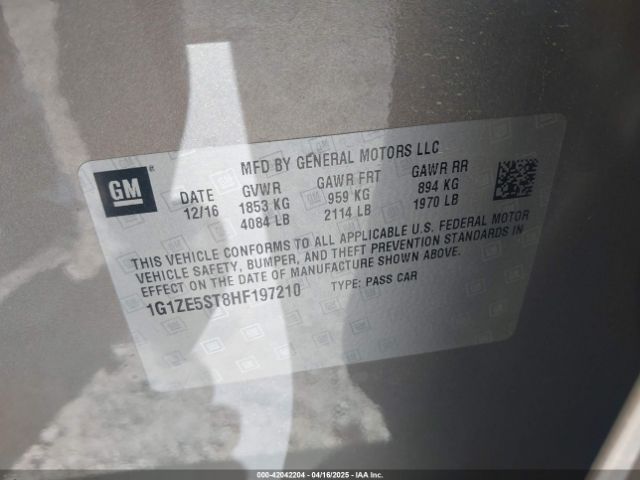 GM
MFD BY GENERAL MOTORS LLC
DATE GVWR GAWR FRT GAWR RR
12/16 1853 KG 959 KG 894 KG
4084 LB 2114 LB 1970 LB
THIS VEHICLE CONFORMS TO ALL APPLICABLE U.S. FEDERAL MOTOR
VEHICLE SAFETY, BUMPER, AND THEFT PREVENTION STANDARDS IN
EFFECT ON THE DATE OF MANUFACTURE SHOWN ABOVE.
1G1ZE5ST8HF197210 TYPE: PASS CAR
000-42042204 - 04/16/2025 - IAAI.com